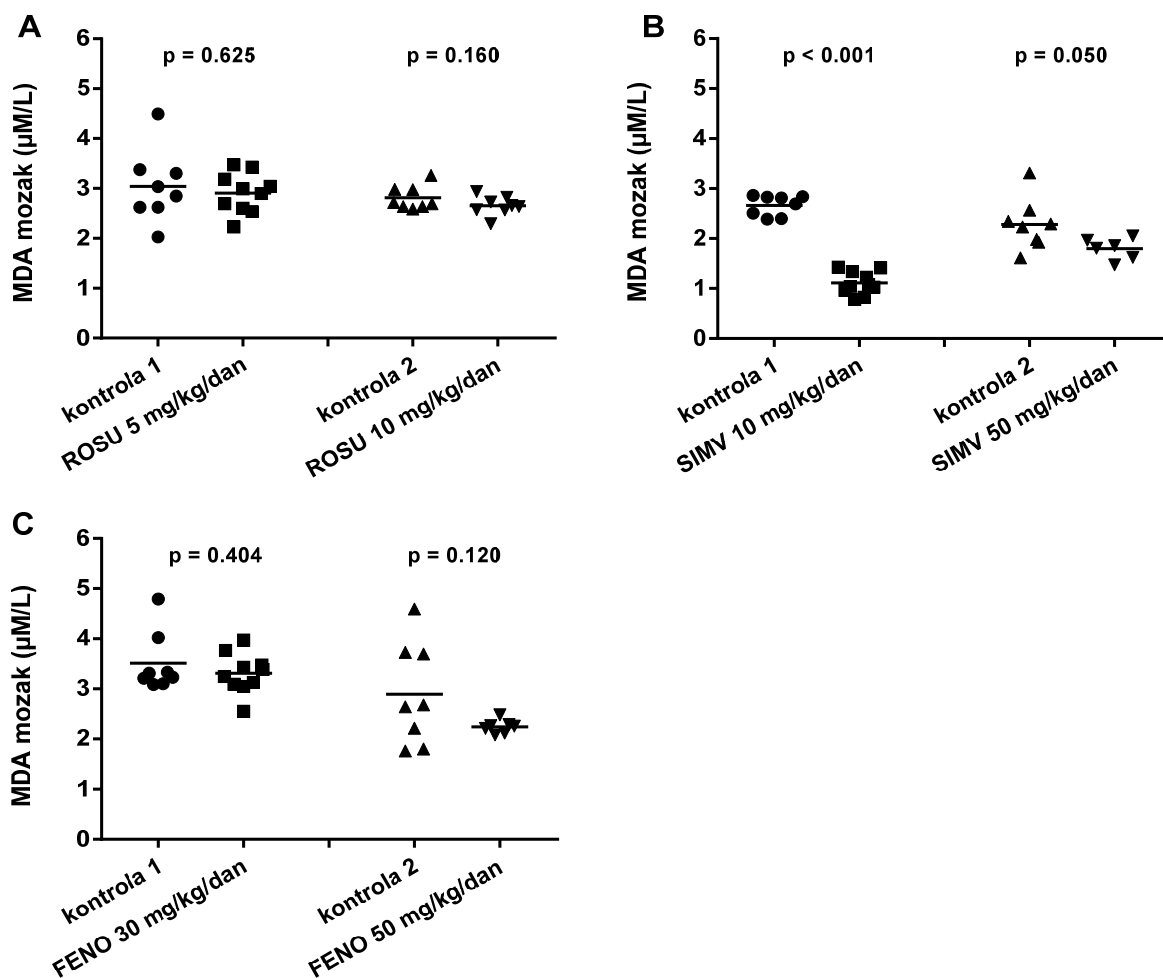 A
p = 0.625
p = 0.160
MDA mozak (µM/L)
6
5
4
3
2
1
0
kontrola 1
ROSU 5 mg/kg/dan
kontrola 2
ROSU 10 mg/kg/dan
B
p < 0.001
p = 0.050
MDA mozak (µM/L)
6
5
4
3
2
1
0
kontrola 1
SIMV 10 mg/kg/dan
kontrola 2
SIMV 50 mg/kg/dan
C
p = 0.404
p = 0.120
MDA mozak (µM/L)
6
5
4
3
2
1
0
kontrola 1
FENO 30 mg/kg/dan
kontrola 2
FENO 50 mg/kg/dan